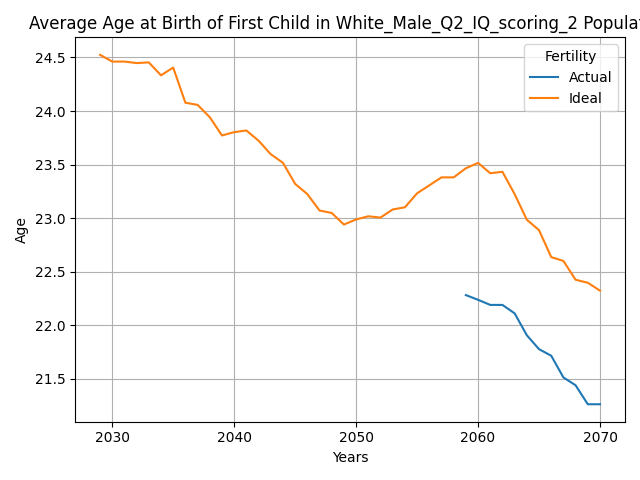 Average Age at Birth of First Child in White_Male_Q2_IQ_scoring_2 Popula
Fertility
Actual
Ideal
24.5
24.0
23.5
23.0
22.5
22.0
21.5
Age
2030 2040 2050 2060 2070
Years